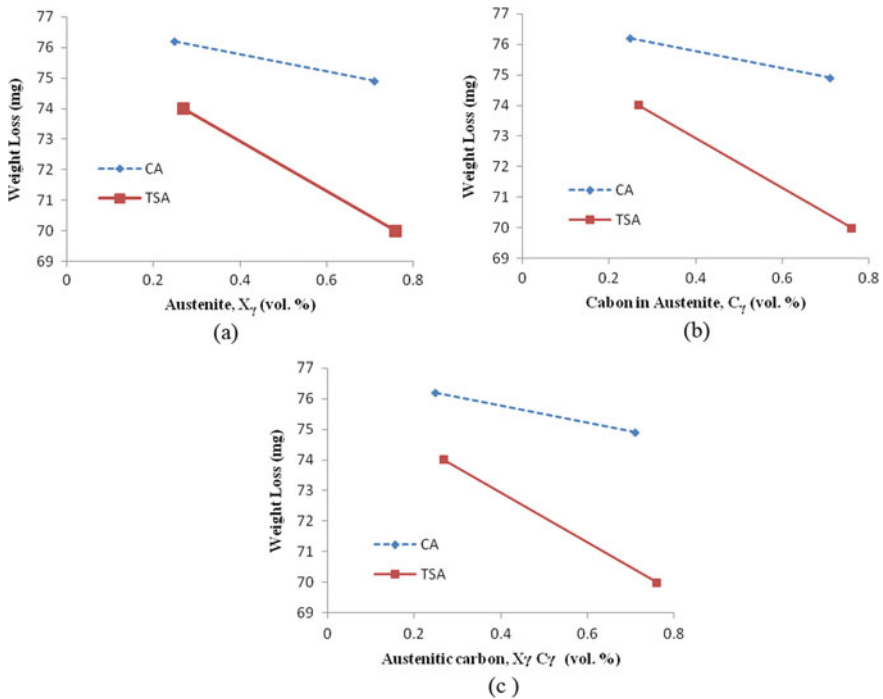 77
76
75
74
73
72
71
70
69
Weight Loss (mg)
CA
TSA
0
0.2
0.4
0.6
0.8
Austenite, Xγ (vol. %)
(a)
77
76
75
74
73
72
71
70
69
68
Weight Loss (mg)
CA
TSA
0
0.2
0.4
0.6
0.8
Cabon in Austenite, Cγ (vol. %)
(b)
77
76
75
74
73
72
71
70
69
Weight Loss (mg)
CA
TSA
0
0.2
0.4
0.6
0.8
Austenitic carbon, Xγ Cγ (vol. %)
(c )